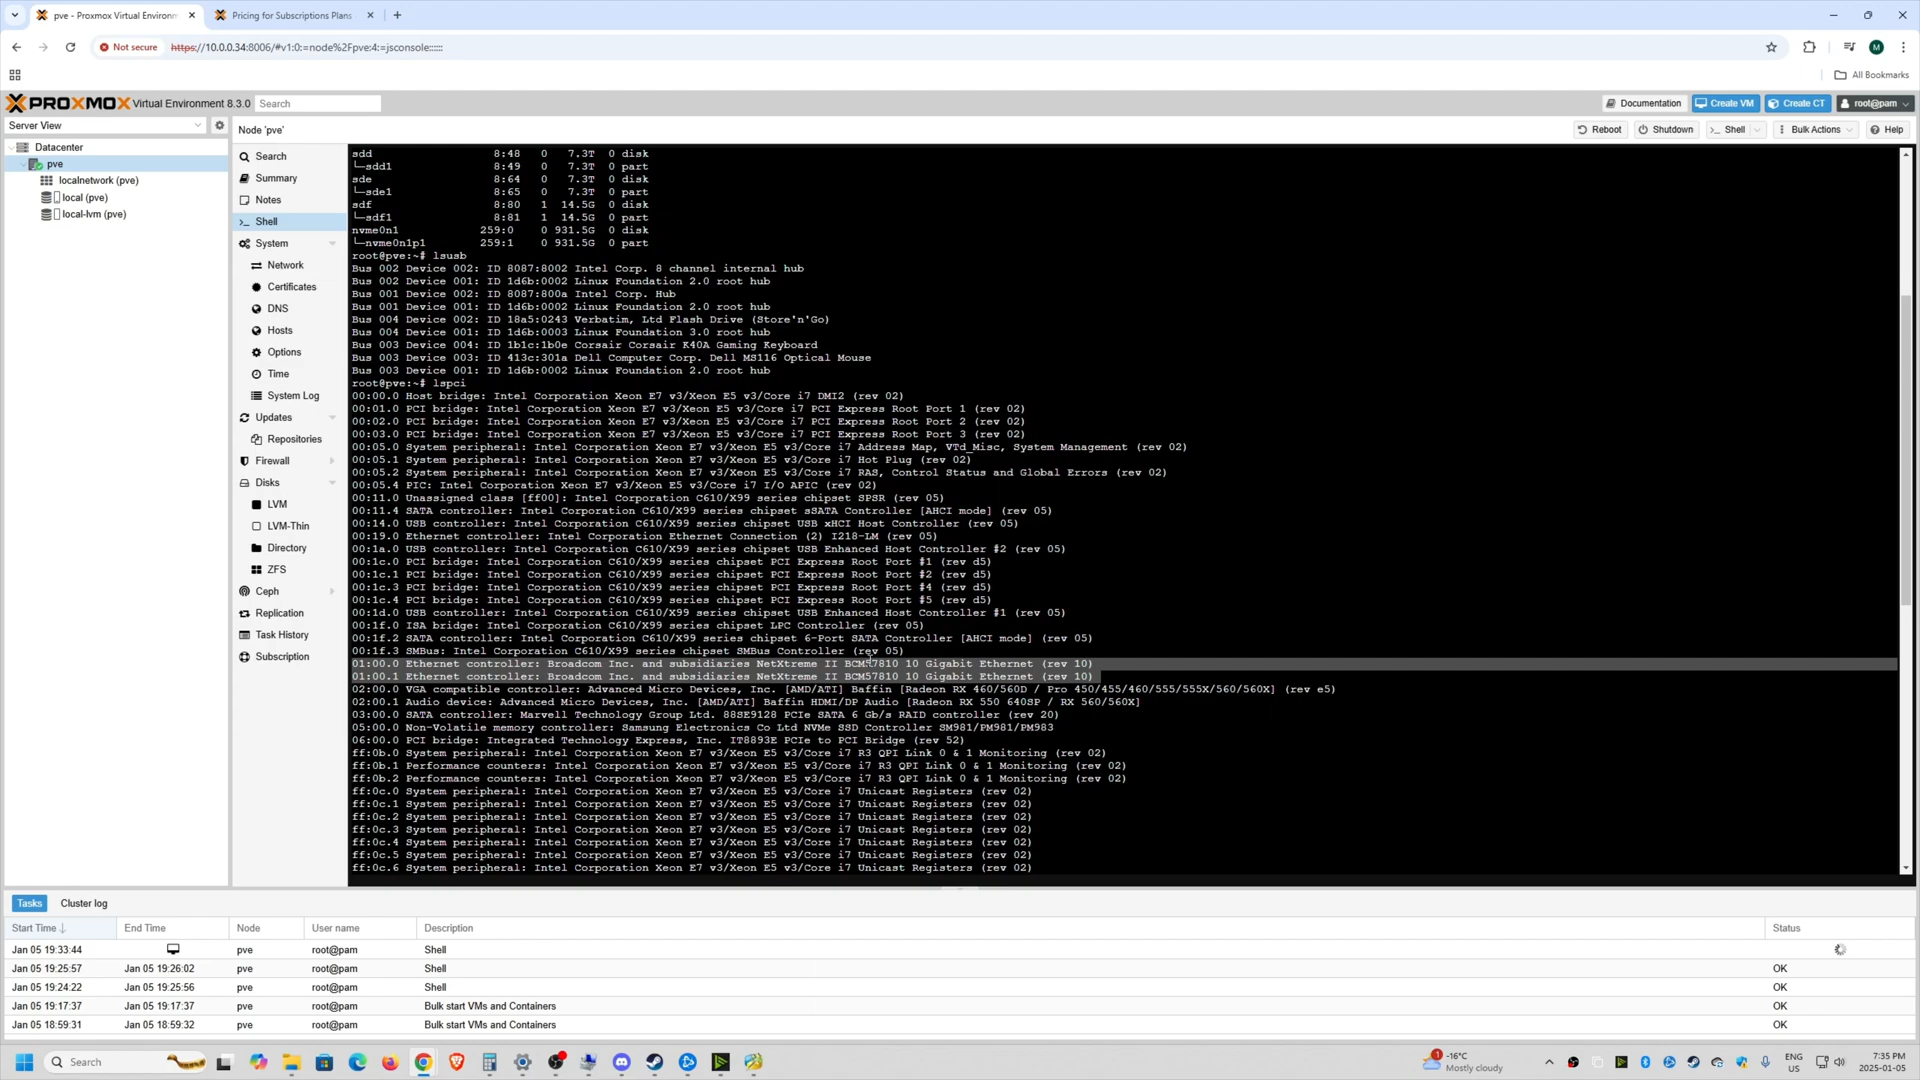 pve - Proxmox Virtual Environm
Pricing for Subscriptions Plans
Not secure
https://10.0.0.34:8006/#v1:0:=node%2Fpve:4:=jsconsole::::::
M
All Bookmarks
PROXMOX Virtual Environment 8.3.0
Search
Documentation
Create VM
Create CT
root@pam
Server View
Node 'pve'
Reboot
Shutdown
Shell
Bulk Actions
Help
Datacenter
pve
localnetwork (pve)
local (pve)
local-lvm (pve)
Search
Summary
Notes
Shell
System
Network
Certificates
DNS
Hosts
Options
Time
System Log
Updates
Repositories
Firewall
Disks
LVM
LVM-Thin
Directory
ZFS
Ceph
Replication
Task History
Subscription
sdd 8:48 0 7.3T 0 disk
└─sdd1 8:49 0 7.3T 0 part
sde 8:64 0 7.3T 0 disk
└─sde1 8:65 0 7.3T 0 part
sdf 8:80 1 14.5G 0 disk
└─sdf1 8:81 1 14.5G 0 part
nvme0n1 259:0 0 931.5G 0 disk
└─nvme0n1p1 259:1 0 931.5G 0 part
root@pve:~# lsusb
Bus 002 Device 002: ID 8087:8002 Intel Corp. 8 channel internal hub
Bus 002 Device 001: ID 1d6b:0002 Linux Foundation 2.0 root hub
Bus 001 Device 002: ID 8087:800a Intel Corp. Hub
Bus 001 Device 001: ID 1d6b:0002 Linux Foundation 2.0 root hub
Bus 004 Device 002: ID 18a5:0243 Verbatim, Ltd Flash Drive (Store'n'Go)
Bus 004 Device 001: ID 1d6b:0003 Linux Foundation 3.0 root hub
Bus 003 Device 004: ID 1b1c:1b0e Corsair Corsair K40A Gaming Keyboard
Bus 003 Device 003: ID 413c:301a Dell Computer Corp. Dell MS116 Optical Mouse
Bus 003 Device 001: ID 1d6b:0002 Linux Foundation 2.0 root hub
root@pve:~# lspci
00:00.0 Host bridge: Intel Corporation Xeon E7 v3/Xeon E5 v3/Core i7 DMI2 (rev 02)
00:01.0 PCI bridge: Intel Corporation Xeon E7 v3/Xeon E5 v3/Core i7 PCI Express Root Port 1 (rev 02)
00:02.0 PCI bridge: Intel Corporation Xeon E7 v3/Xeon E5 v3/Core i7 PCI Express Root Port 2 (rev 02)
00:03.0 PCI bridge: Intel Corporation Xeon E7 v3/Xeon E5 v3/Core i7 PCI Express Root Port 3 (rev 02)
00:05.0 System peripheral: Intel Corporation Xeon E7 v3/Xeon E5 v3/Core i7 Address Map, VTd_Misc, System Management (rev 02)
00:05.1 System peripheral: Intel Corporation Xeon E7 v3/Xeon E5 v3/Core i7 Hot Plug (rev 02)
00:05.2 System peripheral: Intel Corporation Xeon E7 v3/Xeon E5 v3/Core i7 RAS, Control Status and Global Errors (rev 02)
00:05.4 PIC: Intel Corporation Xeon E7 v3/Xeon E5 v3/Core i7 I/O APIC (rev 02)
00:11.0 Unassigned class [ff00]: Intel Corporation C610/X99 series chipset SPSR (rev 05)
00:11.4 SATA controller: Intel Corporation C610/X99 series chipset sSATA Controller [AHCI mode] (rev 05)
00:14.0 USB controller: Intel Corporation C610/X99 series chipset USB xHCI Host Controller (rev 05)
00:19.0 Ethernet controller: Intel Corporation Ethernet Connection (2) I218-LM (rev 05)
00:1a.0 USB controller: Intel Corporation C610/X99 series chipset USB Enhanced Host Controller #2 (rev 05)
00:1c.0 PCI bridge: Intel Corporation C610/X99 series chipset PCI Express Root Port #1 (rev d5)
00:1c.1 PCI bridge: Intel Corporation C610/X99 series chipset PCI Express Root Port #2 (rev d5)
00:1c.3 PCI bridge: Intel Corporation C610/X99 series chipset PCI Express Root Port #4 (rev d5)
00:1c.4 PCI bridge: Intel Corporation C610/X99 series chipset PCI Express Root Port #5 (rev d5)
00:1d.0 USB controller: Intel Corporation C610/X99 series chipset USB Enhanced Host Controller #1 (rev 05)
00:1f.0 ISA bridge: Intel Corporation C610/X99 series chipset LPC Controller (rev 05)
00:1f.2 SATA controller: Intel Corporation C610/X99 series chipset 6-Port SATA Controller [AHCI mode] (rev 05)
00:1f.3 SMBus: Intel Corporation C610/X99 series chipset SMBus Controller (rev 05)
01:00.0 Ethernet controller: Broadcom Inc. and subsidiaries NetXtreme II BCM57810 10 Gigabit Ethernet (rev 10)
01:00.1 Ethernet controller: Broadcom Inc. and subsidiaries NetXtreme II BCM57810 10 Gigabit Ethernet (rev 10)
02:00.0 VGA compatible controller: Advanced Micro Devices, Inc. [AMD/ATI] Baffin [Radeon RX 460/560D / Pro 450/455/460/555/555X/560/560X] (rev e5)
02:00.1 Audio device: Advanced Micro Devices, Inc. [AMD/ATI] Baffin HDMI/DP Audio [Radeon RX 550 640SP / RX 560/560X]
03:00.0 SATA controller: Marvell Technology Group Ltd. 88SE9128 PCIe SATA 6 Gb/s RAID controller (rev 20)
05:00.0 Non-Volatile memory controller: Samsung Electronics Co Ltd NVMe SSD Controller SM981/PM981/PM983
06:00.0 PCI bridge: Integrated Technology Express, Inc. IT8893E PCIe to PCI Bridge (rev 52)
ff:0b.0 System peripheral: Intel Corporation Xeon E7 v3/Xeon E5 v3/Core i7 R3 QPI Link 0 & 1 Monitoring (rev 02)
ff:0b.1 Performance counters: Intel Corporation Xeon E7 v3/Xeon E5 v3/Core i7 R3 QPI Link 0 & 1 Monitoring (rev 02)
ff:0b.2 Performance counters: Intel Corporation Xeon E7 v3/Xeon E5 v3/Core i7 R3 QPI Link 0 & 1 Monitoring (rev 02)
ff:0c.0 System peripheral: Intel Corporation Xeon E7 v3/Xeon E5 v3/Core i7 Unicast Registers (rev 02)
ff:0c.1 System peripheral: Intel Corporation Xeon E7 v3/Xeon E5 v3/Core i7 Unicast Registers (rev 02)
ff:0c.2 System peripheral: Intel Corporation Xeon E7 v3/Xeon E5 v3/Core i7 Unicast Registers (rev 02)
ff:0c.3 System peripheral: Intel Corporation Xeon E7 v3/Xeon E5 v3/Core i7 Unicast Registers (rev 02)
ff:0c.4 System peripheral: Intel Corporation Xeon E7 v3/Xeon E5 v3/Core i7 Unicast Registers (rev 02)
ff:0c.5 System peripheral: Intel Corporation Xeon E7 v3/Xeon E5 v3/Core i7 Unicast Registers (rev 02)
ff:0c.6 System peripheral: Intel Corporation Xeon E7 v3/Xeon E5 v3/Core i7 Unicast Registers (rev 02)
Tasks
Cluster log
Start Time End Time Node User name Description Status
Jan 05 19:33:44 pve root@pam Shell
Jan 05 19:25:57 Jan 05 19:26:02 pve root@pam Shell OK
Jan 05 19:24:22 Jan 05 19:25:56 pve root@pam Shell OK
Jan 05 19:17:37 Jan 05 19:17:37 pve root@pam Bulk start VMs and Containers OK
Jan 05 18:59:31 Jan 05 18:59:32 pve root@pam Bulk start VMs and Containers OK
Search
1
-16°C
Mostly cloudy
ENG
US
7:35 PM
2025-01-05